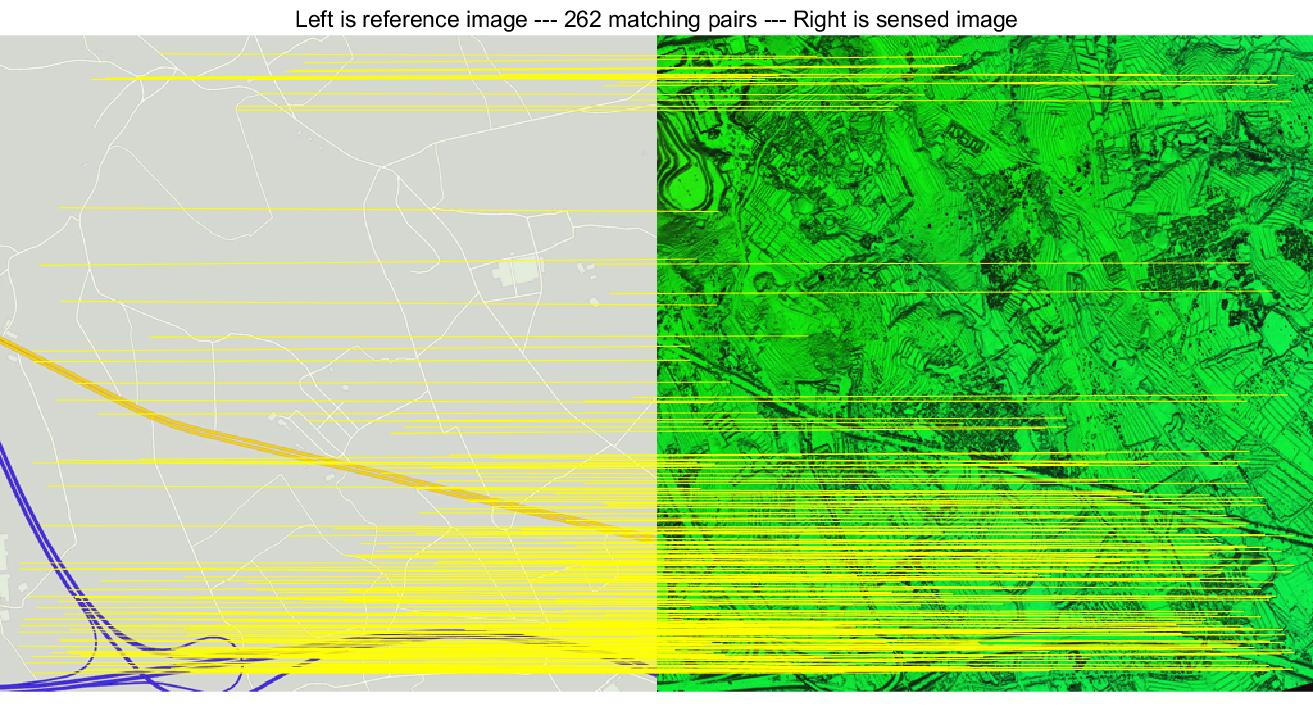 Left is reference image --- 262 matching pairs --- Right is sensed image